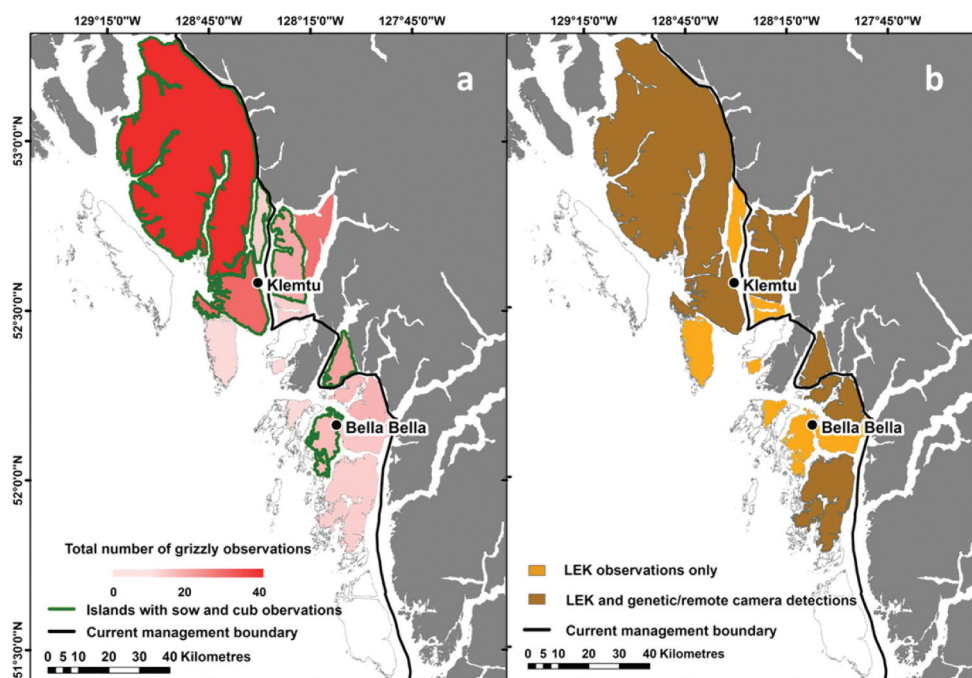 129°15'0"W 128°45'0"W 128°15'0"W 127°45'0"W
129°15'0"W 128°45'0"W 128°15'0"W 127°45'0"W
53°0'0"N
52°30'0"N
52°0'0"N
51°30'0"N
a
Klemtu
Bella Bella
Total number of grizzly observations
0 20 40
Islands with sow and cub obervations
Current management boundary
0 5 10 20 30 40 Kilometres
b
Klemtu
Bella Bella
LEK observations only
LEK and genetic/remote camera detections
Current management boundary
0 5 10 20 30 40 Kilometres